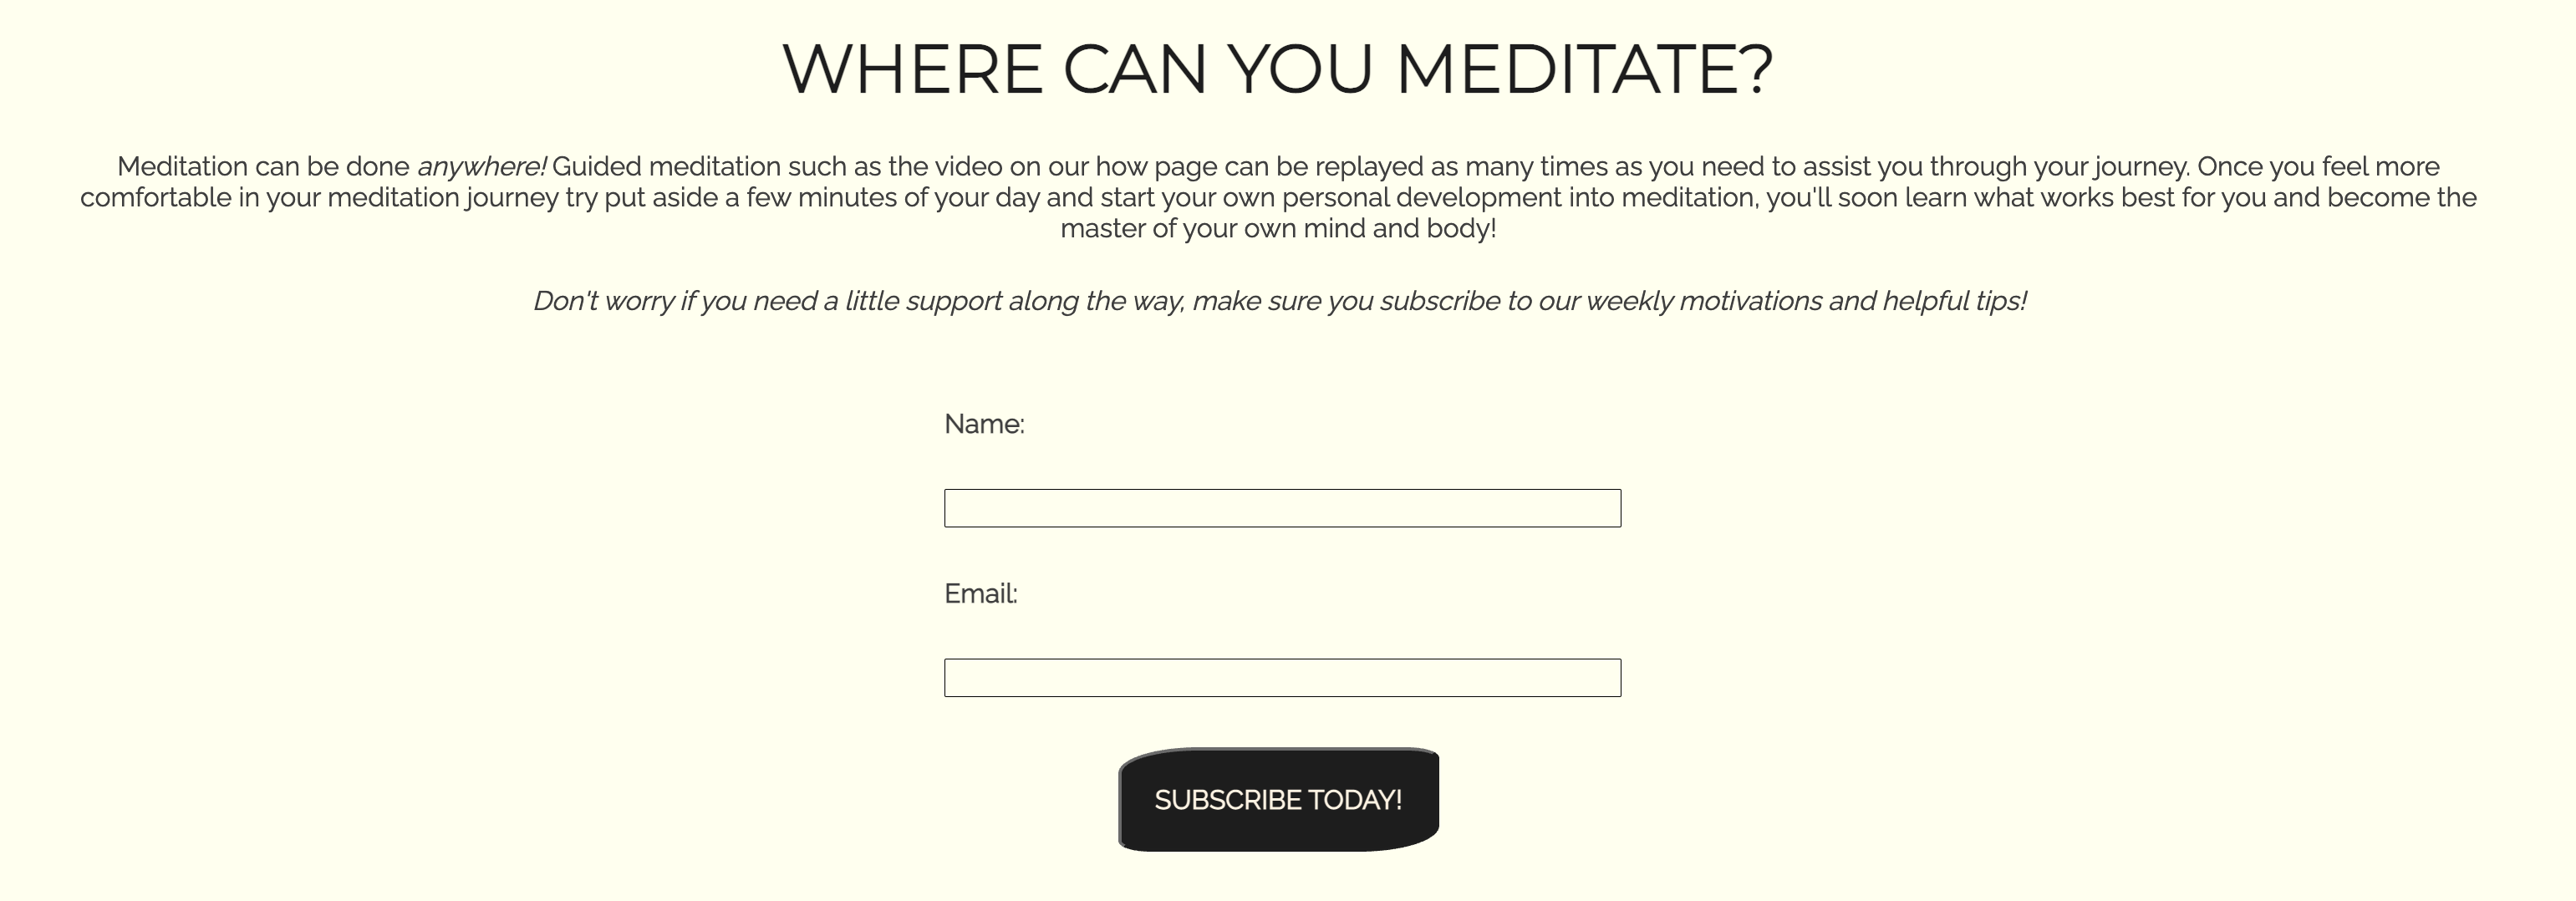 WHERE CAN YOU MEDITATE?
Meditation can be done anywhere! Guided meditation such as the video on our how page can be replayed as many times as you need to assist you through your journey. Once you feel more
comfortable in your meditation journey try put aside a few minutes of your day and start your own personal development into meditation, you'll soon learn what works best for you and become the
master of your own mind and body!
Don't worry if you need a little support along the way, make sure you subscribe to our weekly motivations and helpful tips!
Name:
Email:
SUBSCRIBE TODAY!